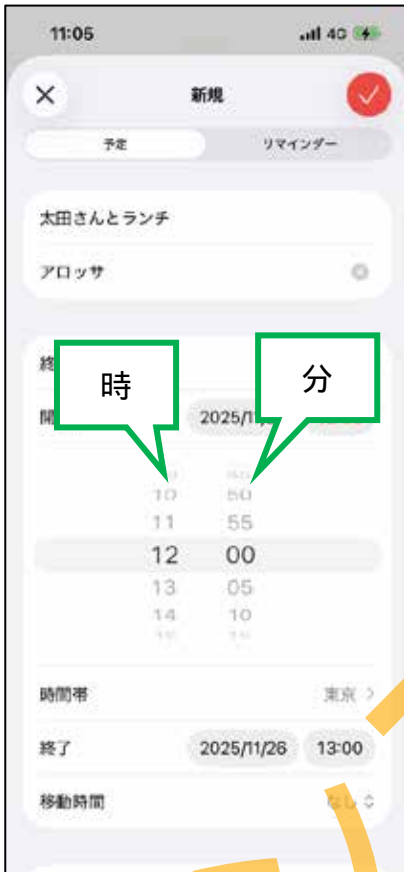 11:05 4G
新規
予定 リマインダー
太田さんとランチ
アロッサ
時 分
終
開 2025/11/
10 50
11 55
12 00
13 05
14 10
時間帯 東京
終了 2025/11/26 13:00
移動時間 なし